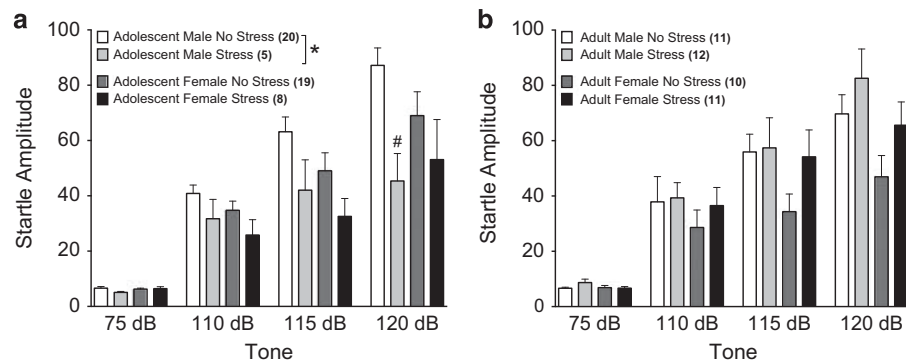 a
Startle Amplitude
100
80
60
40
20
0
Adolescent Male No Stress (20)
Adolescent Male Stress (5)
*
Adolescent Female No Stress (19)
Adolescent Female Stress (8)
#
75 dB 110 dB 115 dB 120 dB
Tone
b
Startle Amplitude
100
80
60
40
20
0
Adult Male No Stress (11)
Adult Male Stress (12)
Adult Female No Stress (10)
Adult Female Stress (11)
75 dB 110 dB 115 dB 120 dB
Tone